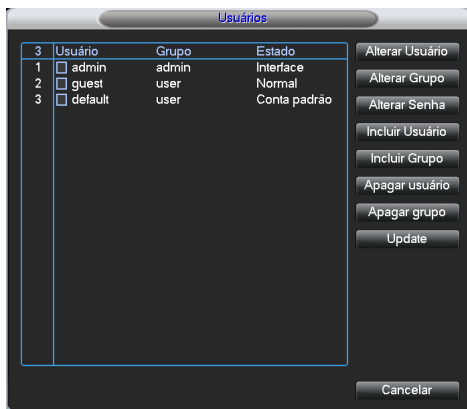 Usuários
3 Usuário Grupo Estado
1 admin admin Interface
2 guest user Normal
3 default user Conta padrão
Alterar Usuário
Alterar Grupo
Alterar Senha
Incluir Usuário
Incluir Grupo
Apagar usuário
Apagar grupo
Update
Cancelar